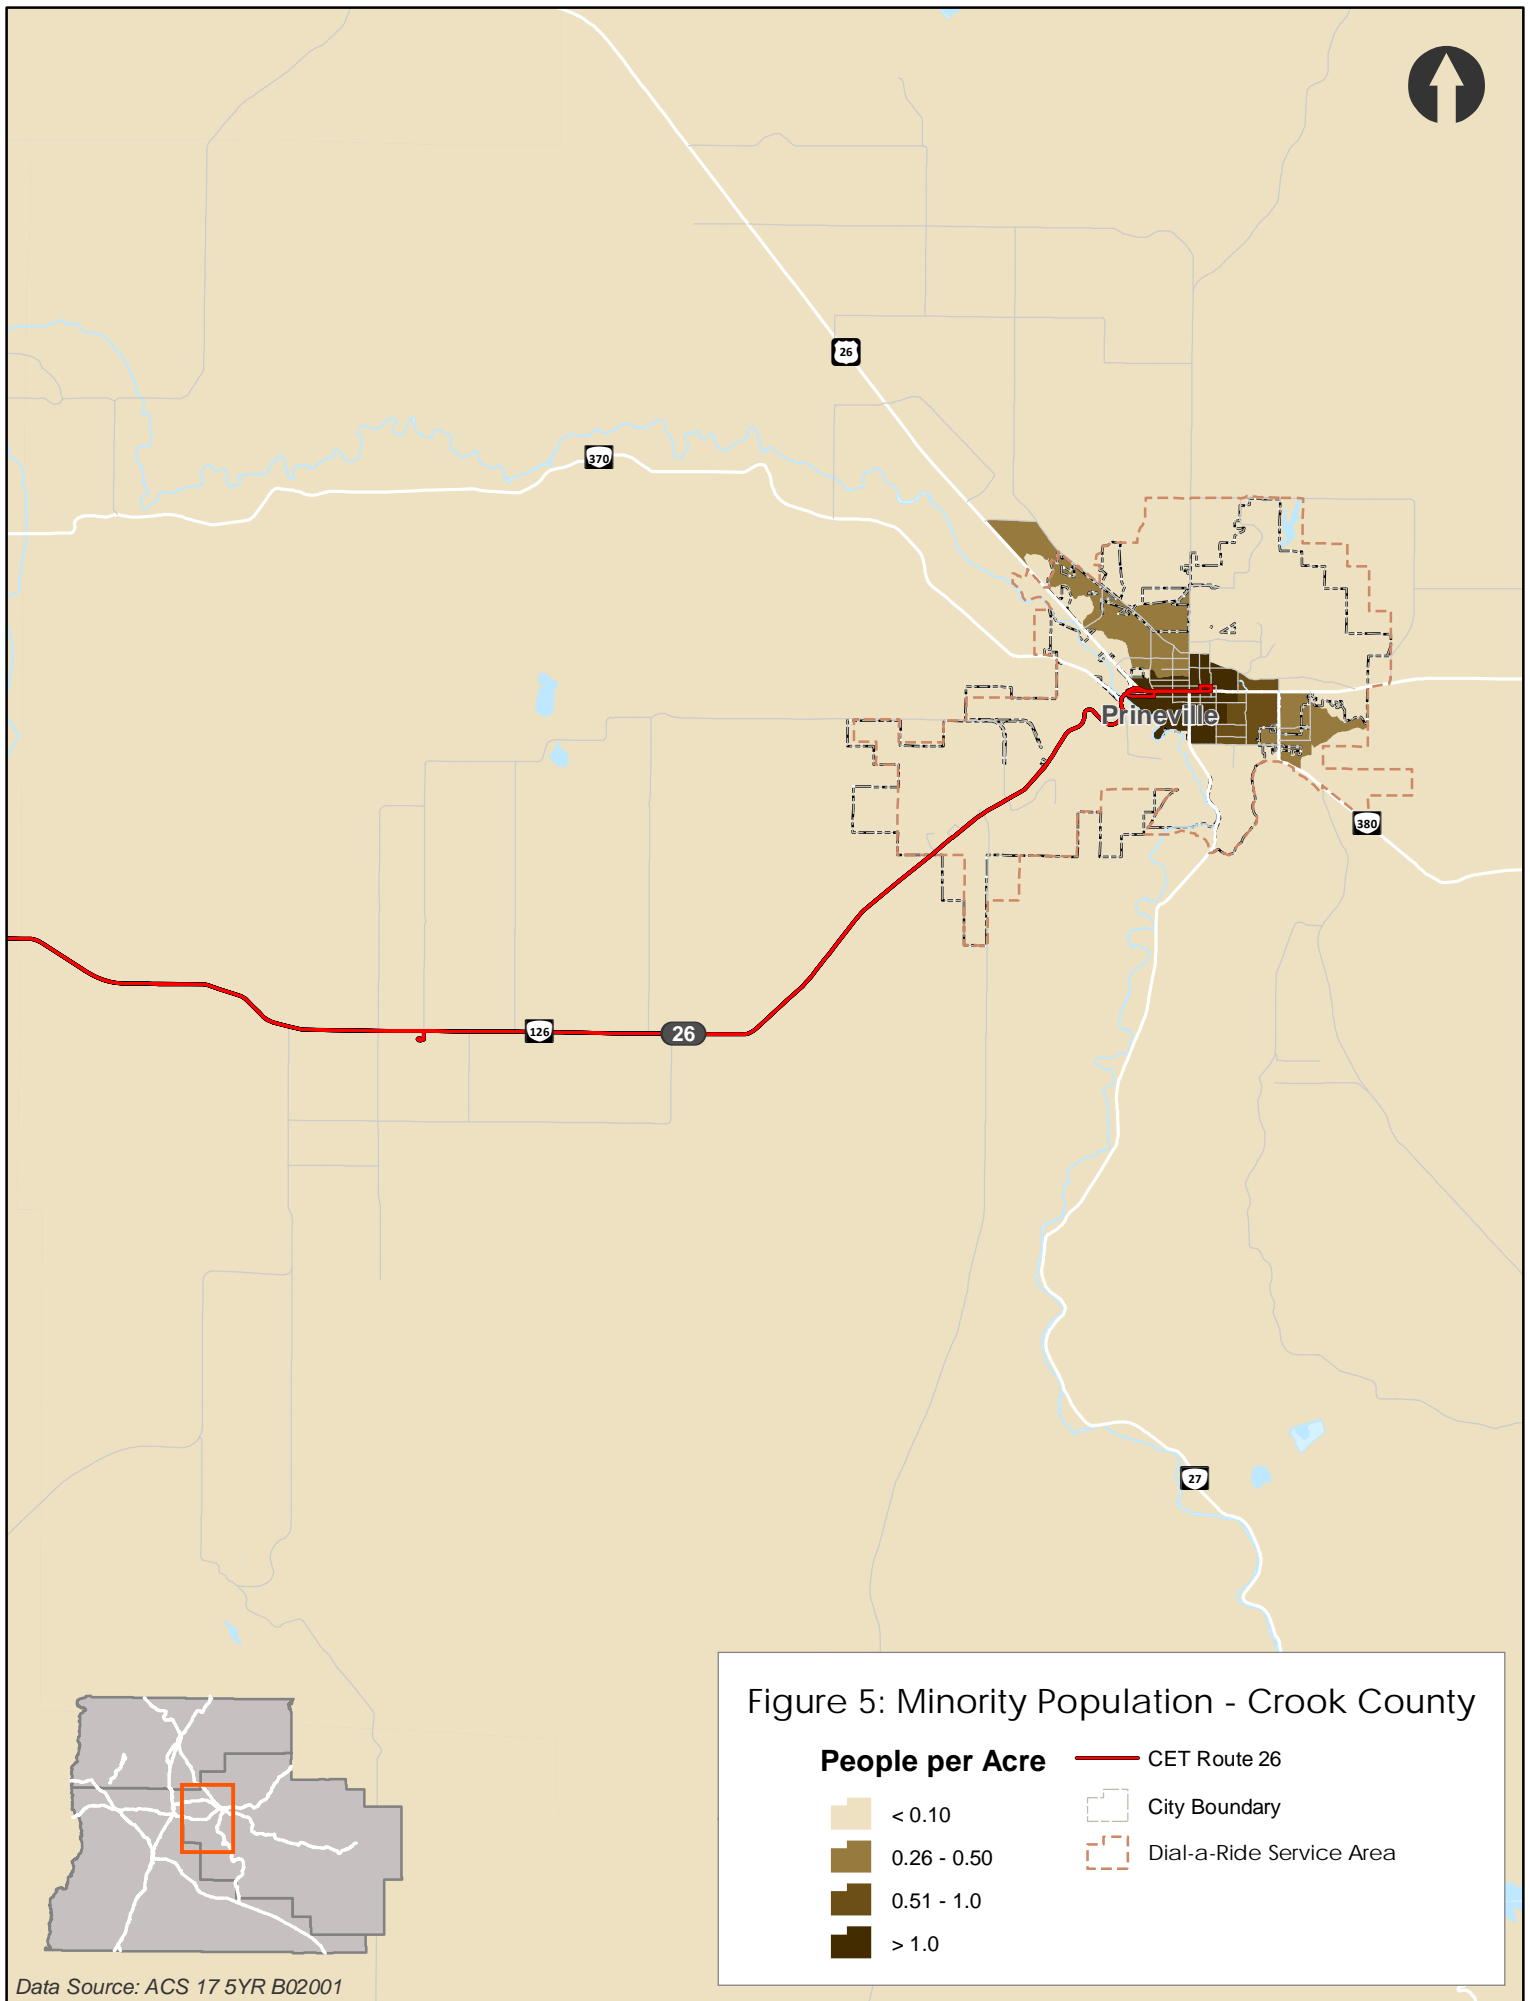 26
370
Prineville
380
126
26
27
Figure 5: Minority Population - Crook County
People per Acre
< 0.10
0.26 - 0.50
0.51 - 1.0
> 1.0
CET Route 26
City Boundary
Dial-a-Ride Service Area
Data Source: ACS 17 5YR B02001